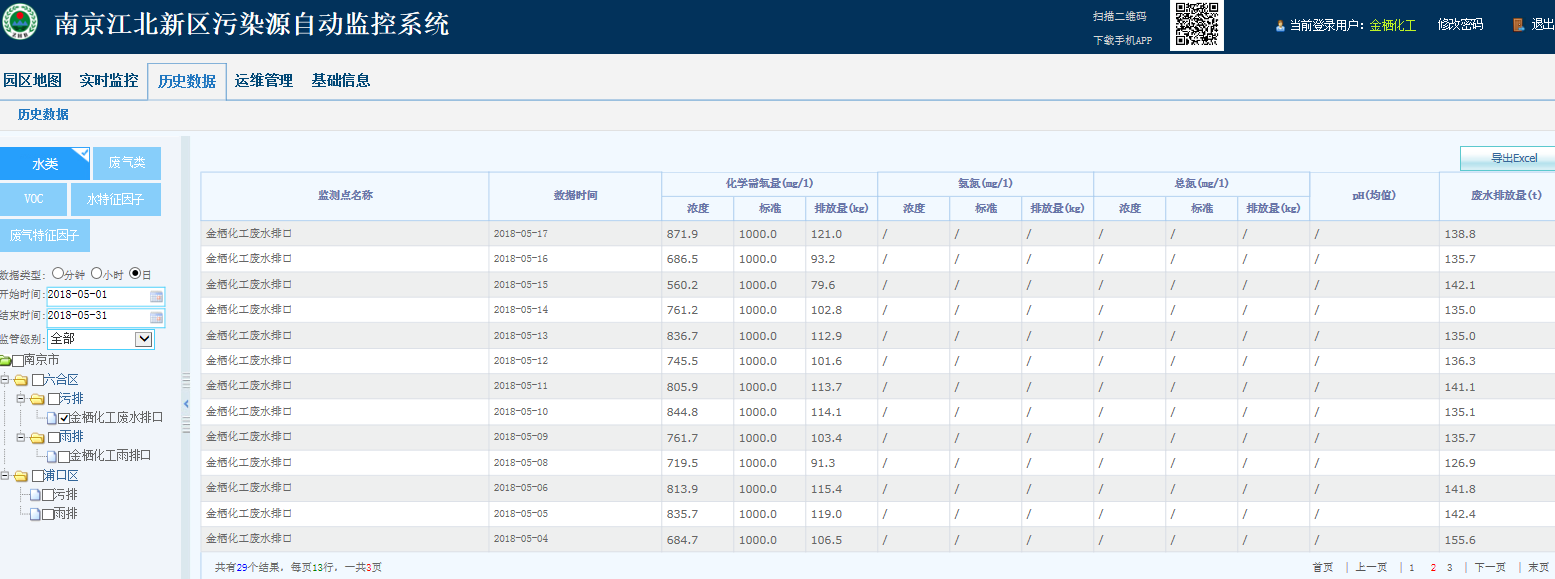 南京江北新区污染源自动监控系统
扫描二维码
下载手机APP
当前登录用户：金栖化工 修改密码 退出
园区地图 实时监控 历史数据 运维管理 基础信息
历史数据
水类 废气类
VOC 水特征因子
废气特征因子
数据类型: 分钟 小时 日
开始时间: 2018-05-01
结束时间: 2018-05-31
监管级别: 全部
南京市
六合区
污排
金栖化工废水排口
雨排
金栖化工雨排口
浦口区
污排
雨排
导出Excel
监测点名称 数据时间 化学需氧量(mg/l) 氨氮(mg/l) 总氮(mg/l) pH(均值) 废水排放量(t)
浓度 标准 排放量(kg) 浓度 标准 排放量(kg) 浓度 标准 排放量(kg)
金栖化工废水排口 2018-05-17 871.9 1000.0 121.0 / / / / / / / 138.8
金栖化工废水排口 2018-05-16 686.5 1000.0 93.2 / / / / / / / 135.7
金栖化工废水排口 2018-05-15 560.2 1000.0 79.6 / / / / / / / 142.1
金栖化工废水排口 2018-05-14 761.2 1000.0 102.8 / / / / / / / 135.0
金栖化工废水排口 2018-05-13 836.7 1000.0 112.9 / / / / / / / 135.0
金栖化工废水排口 2018-05-12 745.5 1000.0 101.6 / / / / / / / 136.3
金栖化工废水排口 2018-05-11 805.9 1000.0 113.7 / / / / / / / 141.1
金栖化工废水排口 2018-05-10 844.8 1000.0 114.1 / / / / / / / 135.1
金栖化工废水排口 2018-05-09 761.7 1000.0 103.4 / / / / / / / 135.7
金栖化工废水排口 2018-05-08 719.5 1000.0 91.3 / / / / / / / 126.9
金栖化工废水排口 2018-05-06 813.9 1000.0 115.4 / / / / / / / 141.8
金栖化工废水排口 2018-05-05 835.7 1000.0 119.0 / / / / / / / 142.4
金栖化工废水排口 2018-05-04 684.7 1000.0 106.5 / / / / / / / 155.6
共有29个结果，每页13行，一共3页 首页 | 上一页 | 1 2 3 | 下一页 | 末页